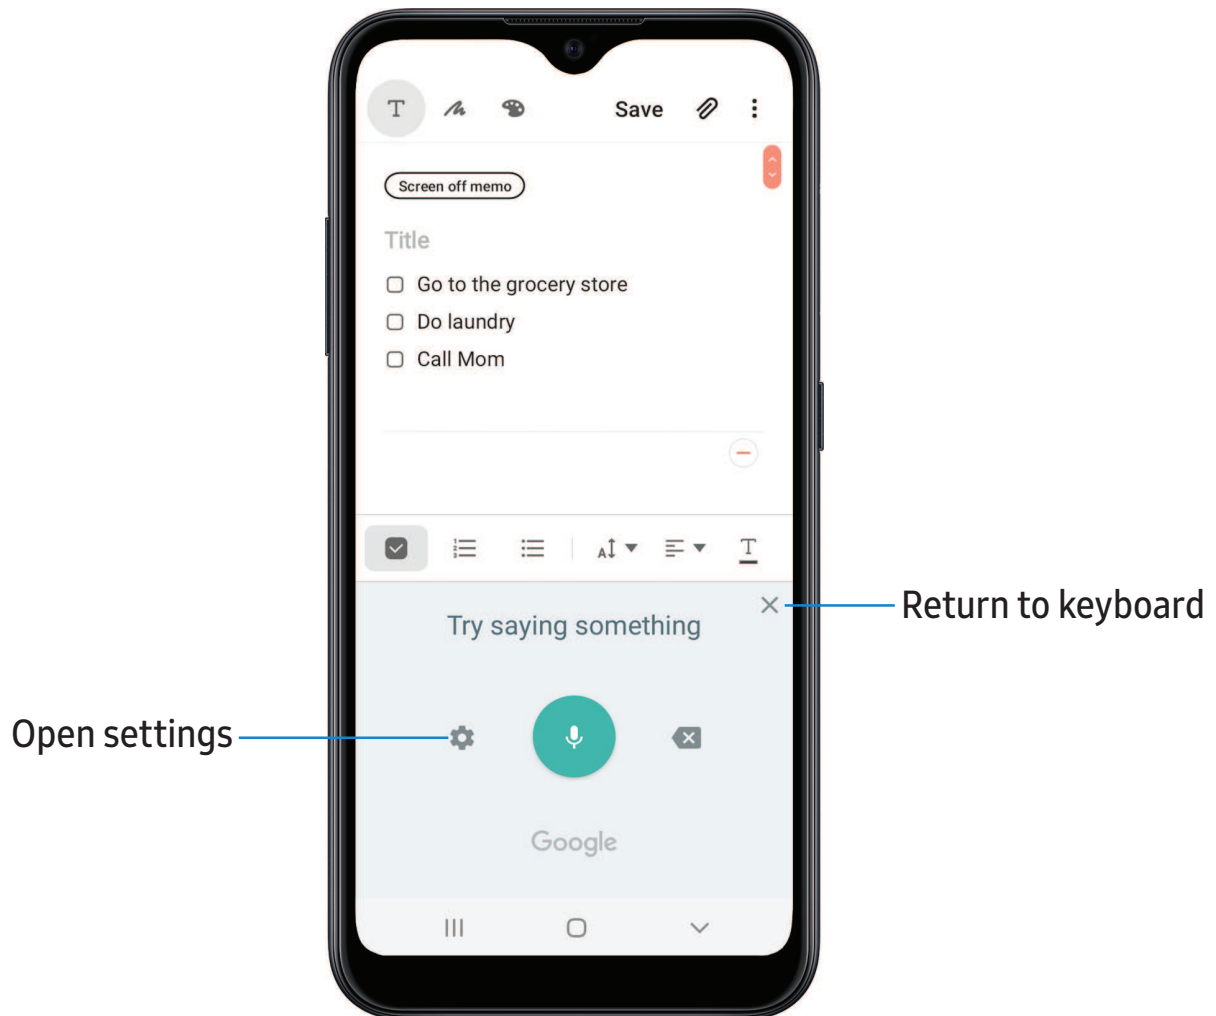 T
Save
Screen off memo
Title
Go to the grocery store
Do laundry
Call Mom
A
T
Try saying something
Return to keyboard
Open settings
Google